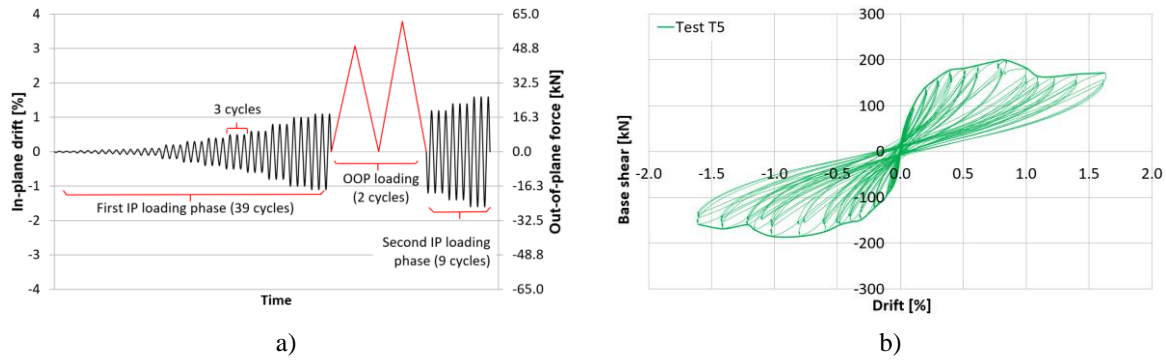 4
3
2
1
0
-1
-2
-3
-4
In-plane drift [%]
65.0
48.8
32.5
16.3
0.0
-16.3
-32.5
-48.8
-65.0
Out-of-plane force [kN]
3 cycles
First IP loading phase (39 cycles)
OOP loading
(2 cycles)
Second IP loading
phase (9 cycles)
Time
a)
Test T5
300
200
100
0
-100
-200
-300
Base shear [kN]
-2.0 -1.5 -1.0 -0.5 0.0 0.5 1.0 1.5 2.0
Drift [%]
b)